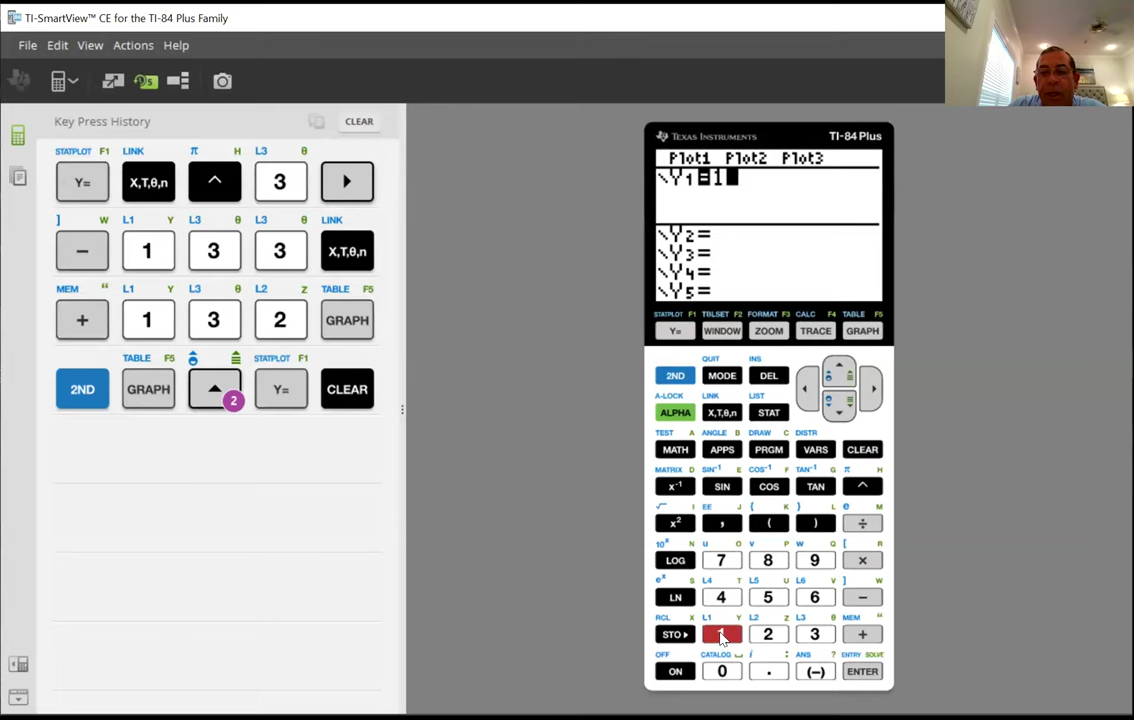 TI-SmartView™ CE for the TI-84 Plus Family
File Edit View Actions Help
Key Press History CLEAR
STATPLOT F1 LINK π H L3 θ
Y= X,T,θ,n ^ 3
] W L1 Y L3 θ L3 θ LINK
− 1 3 3 X,T,θ,n
MEM “ L1 Y L3 θ L2 Z TABLE F5
+ 1 3 2 GRAPH
TABLE F5 STATPLOT F1
2ND GRAPH 2 Y= CLEAR
TEXAS INSTRUMENTS TI-84 Plus
Plot1 Plot2 Plot3
\Y1=1
\Y2=
\Y3=
\Y4=
\Y5=
STATPLOT F1 TBLSET F2 FORMAT F3 CALC F4 TABLE F5
Y= WINDOW ZOOM TRACE GRAPH
QUIT INS
2ND MODE DEL
A-LOCK LINK LIST
ALPHA X,T,θ,n STAT
TEST A ANGLE B DRAW C DISTR
MATH APPS PRGM VARS CLEAR
MATRIX D SIN⁻¹ E COS⁻¹ F TAN⁻¹ G π H
x⁻¹ SIN COS TAN ^
√ I EE J { K } L e M
x² , ( ) ÷
10ˣ N u O v P w Q [ R
LOG 7 8 9 ×
eˣ S L4 T L5 U L6 V ] W
LN 4 5 6 −
RCL X L1 Y L2 Z L3 θ MEM “
STO▸ 1 2 3 +
OFF CATALOG ⎵ i : ANS ? ENTRY SOLVE
ON 0 . (−) ENTER